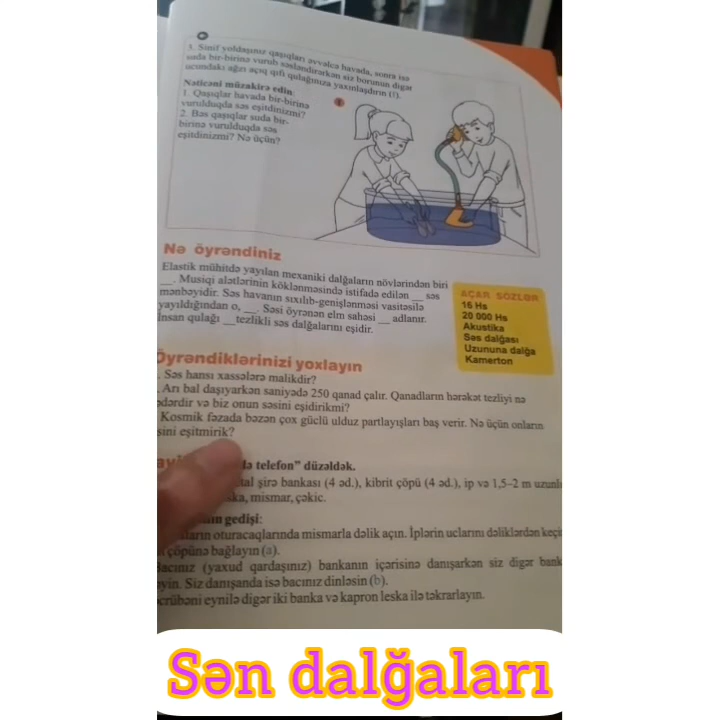 3. Sinif yoldaşınız qaşıqları əvvəlcə havada, sonra isə
suda bir-birinə vurub səsləndirərkən siz borunun digər
ucundakı ağzı açıq qıfı qulağınıza yaxınlaşdırın (f).
Nəticəni müzakirə edin
1. Qaşıqlar havada bir-birinə
vurulduqda səs eşitdinizmi?
2. Bəs qaşıqlar suda bir-
birinə vurulduqda səs
eşitdinizmi? Nə üçün?
Nə öyrəndiniz
Elastik mühitdə yayılan mexaniki dalğaların növlərindən biri
__. Musiqi alətlərinin köklənməsində istifadə edilən __ səs
mənbəyidir. Səs havanın sıxılıb-genişlənməsi vasitəsilə
yayıldığından o, __. Səsi öyrənən elm sahəsi __ adlanır.
İnsan qulağı __tezlikli səs dalğalarını eşidir.
AÇAR SÖZLƏR
16 Hs
20 000 Hs
Akustika
Səs dalğası
Uzununa dalğa
Kamerton
Öyrəndiklərinizi yoxlayın
. Səs hansı xassələrə malikdir?
. Arı bal daşıyarkən saniyədə 250 qanad çalır. Qanadların hərəkət tezliyi nə
ədərdir və biz onun səsini eşidirikmi?
Kosmik fəzada bəzən çox güclü ulduz partlayışları baş verir. Nə üçün onların
sini eşitmirik?
telefon” düzəldək.
tal şirə bankası (4 əd.), kibrit çöpü (4 əd.), ip və 1,5–2 m uzunlu
ska, mismar, çəkic.
gedişi:
ların oturacaqlarında mismarla dəlik açın. İplərin uclarını dəliklərdən keçi
çöpünə bağlayın (a).
Bacınız (yaxud qardaşınız) bankanın içərisinə danışarkən siz digər bank
əyin. Siz danışanda isə bacınız dinləsin (b).
əcrübəni eynilə digər iki banka və kapron leska ilə təkrarlayın.
Sən dalğaları